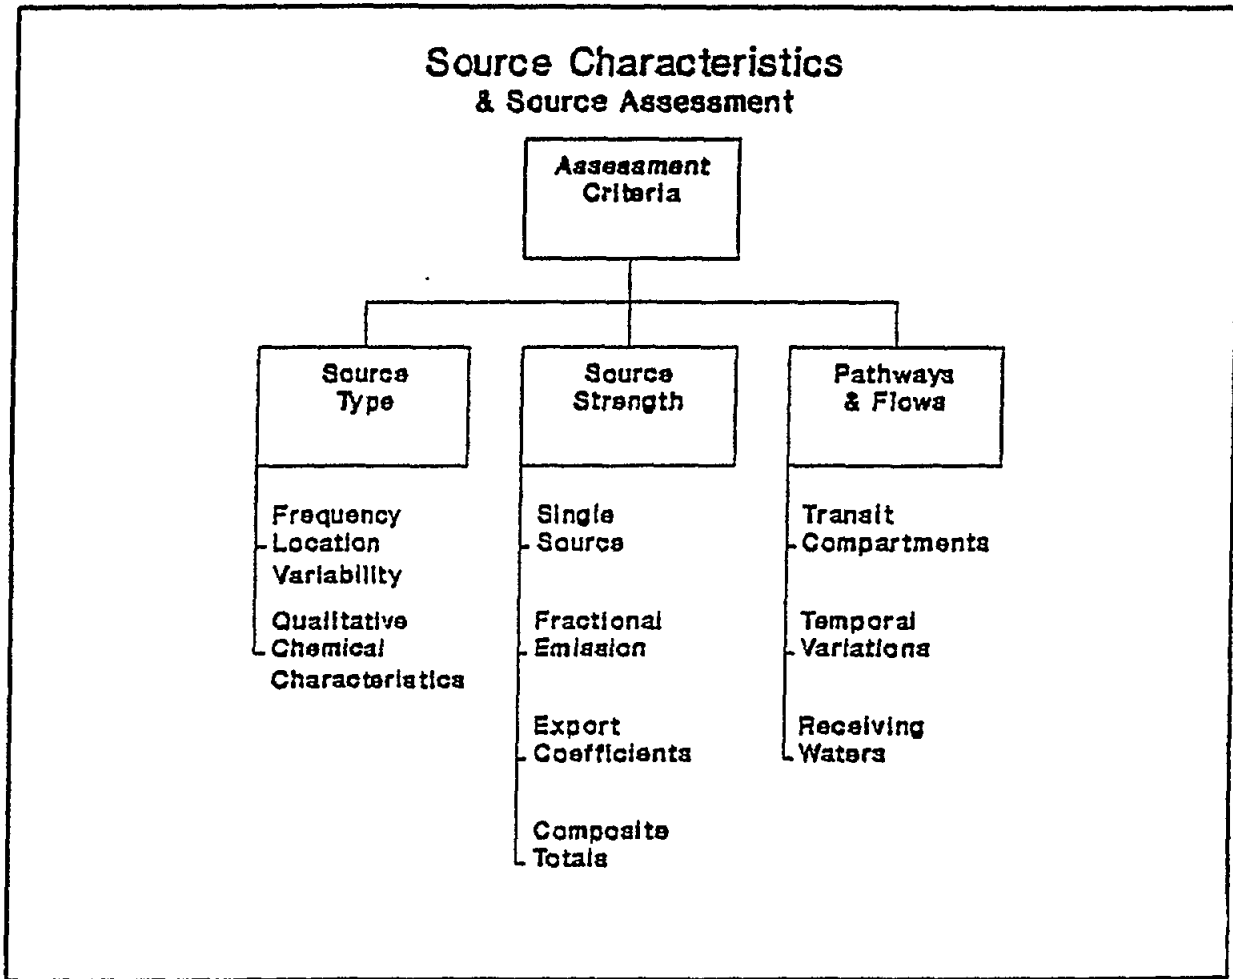 Source Characteristics
& Source Assessment
Assessment
Criteria
Source
Type
Source
Strength
Pathways
& Flows
Frequency
Location
Variability
Qualitative
Chemical
Characteristics
Single
Source
Fractional
Emission
Export
Coefficients
Composite
Totals
Transit
Compartments
Temporal
Variations
Receiving
Waters